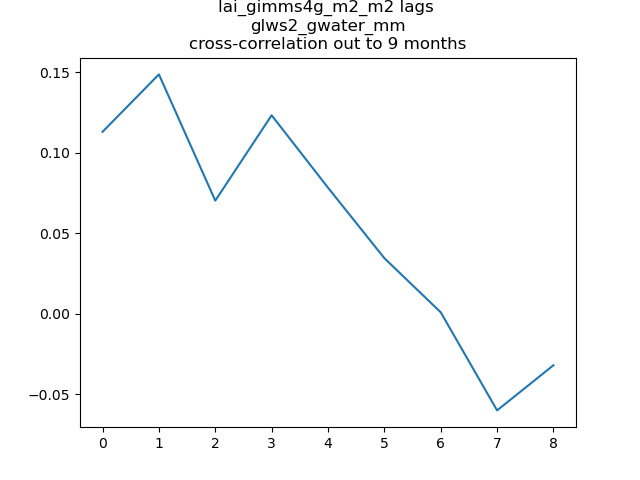 lai_gimms4g_m2_m2 lags
glws2_gwater_mm
cross-correlation out to 9 months
0.15
0.10
0.05
0.00
−0.05
0 1 2 3 4 5 6 7 8